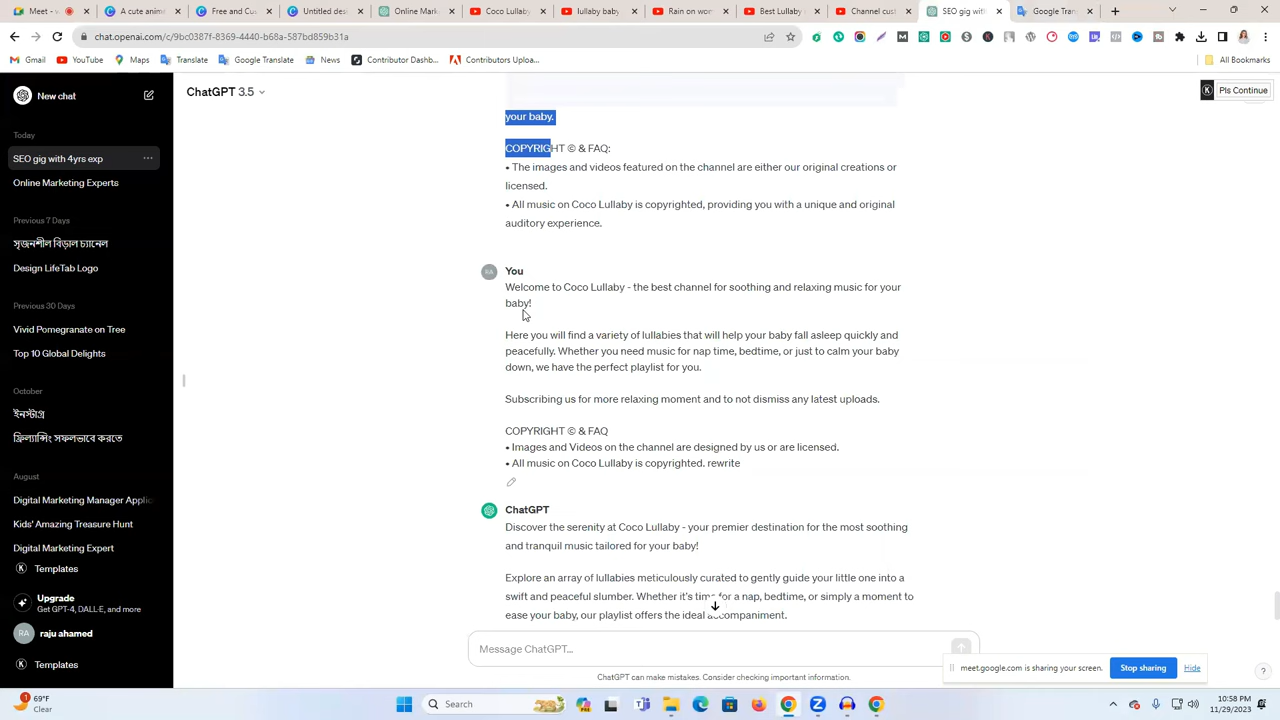 Meet -
A cute anime
Free and Cus
Untitled des
Online Mark
Coco Lullaby
lullaby baby
Rain on wo
Best Lullaby
Channel cust
SEO gig wit
Google Tran
chat.openai.com/c/9bc0387f-8369-4440-b68a-587bd859b31a
Gmail
YouTube
Maps
Translate
Google Translate
News
Contributor Dashb...
Contributors Uploa...
All Bookmarks
New chat
ChatGPT 3.5
Pls Continue
Today
SEO gig with 4yrs exp
Online Marketing Experts
Previous 7 Days
সৃজনশীল বিড়াল চ্যানেল
Design LifeTab Logo
Previous 30 Days
Vivid Pomegranate on Tree
Top 10 Global Delights
October
ইনস্টাগ্র
ফ্রিল্যান্সিং সফলভাবে করতে
August
Digital Marketing Manager Applic
Kids' Amazing Treasure Hunt
Digital Marketing Expert
Templates
Upgrade
Get GPT-4, DALL·E, and more
RA raju ahamed
Templates
your baby.
COPYRIGHT © & FAQ:
• The images and videos featured on the channel are either our original creations or
licensed.
• All music on Coco Lullaby is copyrighted, providing you with a unique and original
auditory experience.
RA You
Welcome to Coco Lullaby - the best channel for soothing and relaxing music for your
baby!
Here you will find a variety of lullabies that will help your baby fall asleep quickly and
peacefully. Whether you need music for nap time, bedtime, or just to calm your baby
down, we have the perfect playlist for you.
Subscribing us for more relaxing moment and to not dismiss any latest uploads.
COPYRIGHT © & FAQ
• Images and Videos on the channel are designed by us or are licensed.
• All music on Coco Lullaby is copyrighted. rewrite
ChatGPT
Discover the serenity at Coco Lullaby - your premier destination for the most soothing
and tranquil music tailored for your baby!
Explore an array of lullabies meticulously curated to gently guide your little one into a
swift and peaceful slumber. Whether it's time for a nap, bedtime, or simply a moment to
ease your baby, our playlist offers the ideal accompaniment.
Message ChatGPT...
ChatGPT can make mistakes. Consider checking important information.
meet.google.com is sharing your screen.
Stop sharing
Hide
69°F
Clear
Search
10:58 PM
11/29/2023